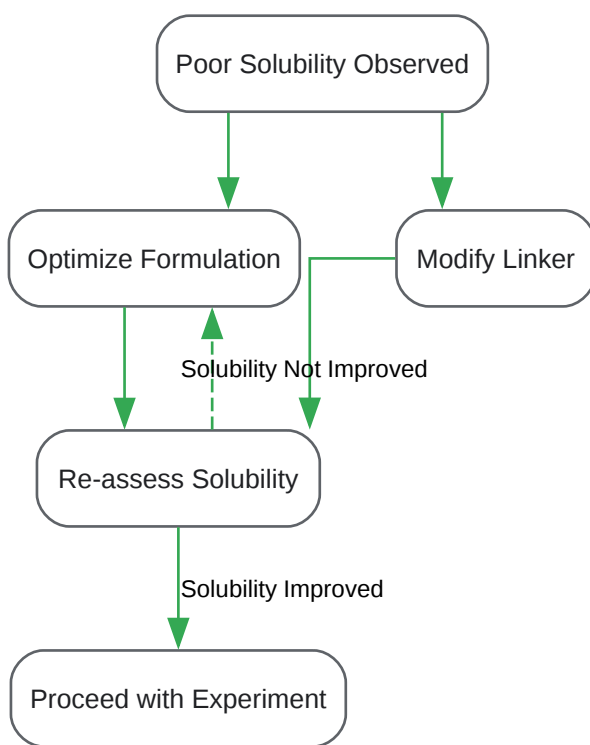 Poor Solubility Observed
Optimize Formulation
Modify Linker
Solubility Not Improved
Re-assess Solubility
Solubility Improved
Proceed with Experiment